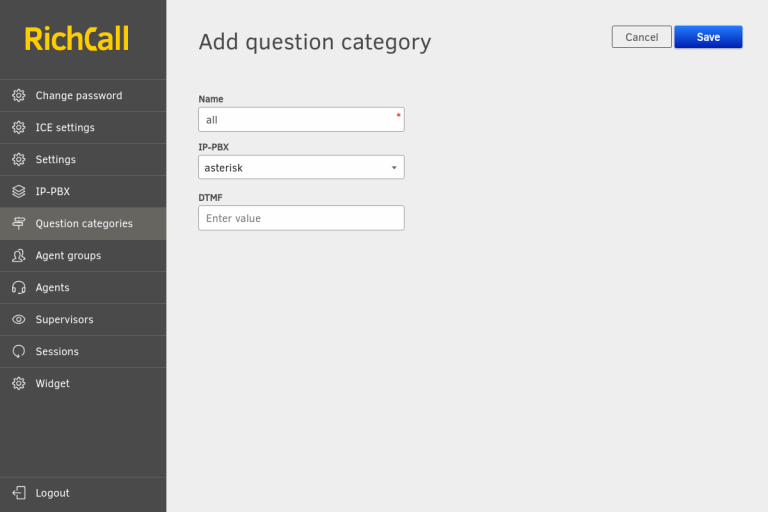 RichCall
Change password
ICE settings
Settings
IP-PBX
Question categories
Agent groups
Agents
Supervisors
Sessions
Widget
Logout
Add question category
Cancel
Save
Name
all *
IP-PBX
asterisk
DTMF
Enter value